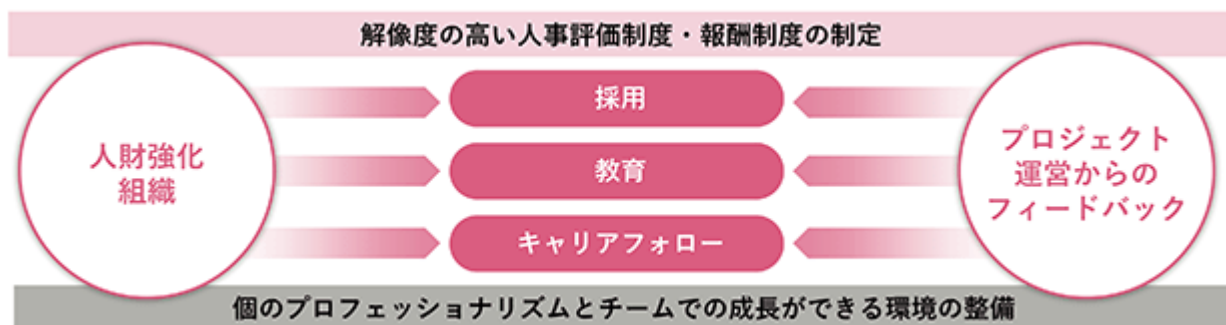 解像度の高い人事評価制度・報酬制度の制定
人財強化
組織
採用
教育
キャリアフォロー
プロジェクト
運営からの
フィードバック
個のプロフェッショナリズムとチームでの成長ができる環境の整備